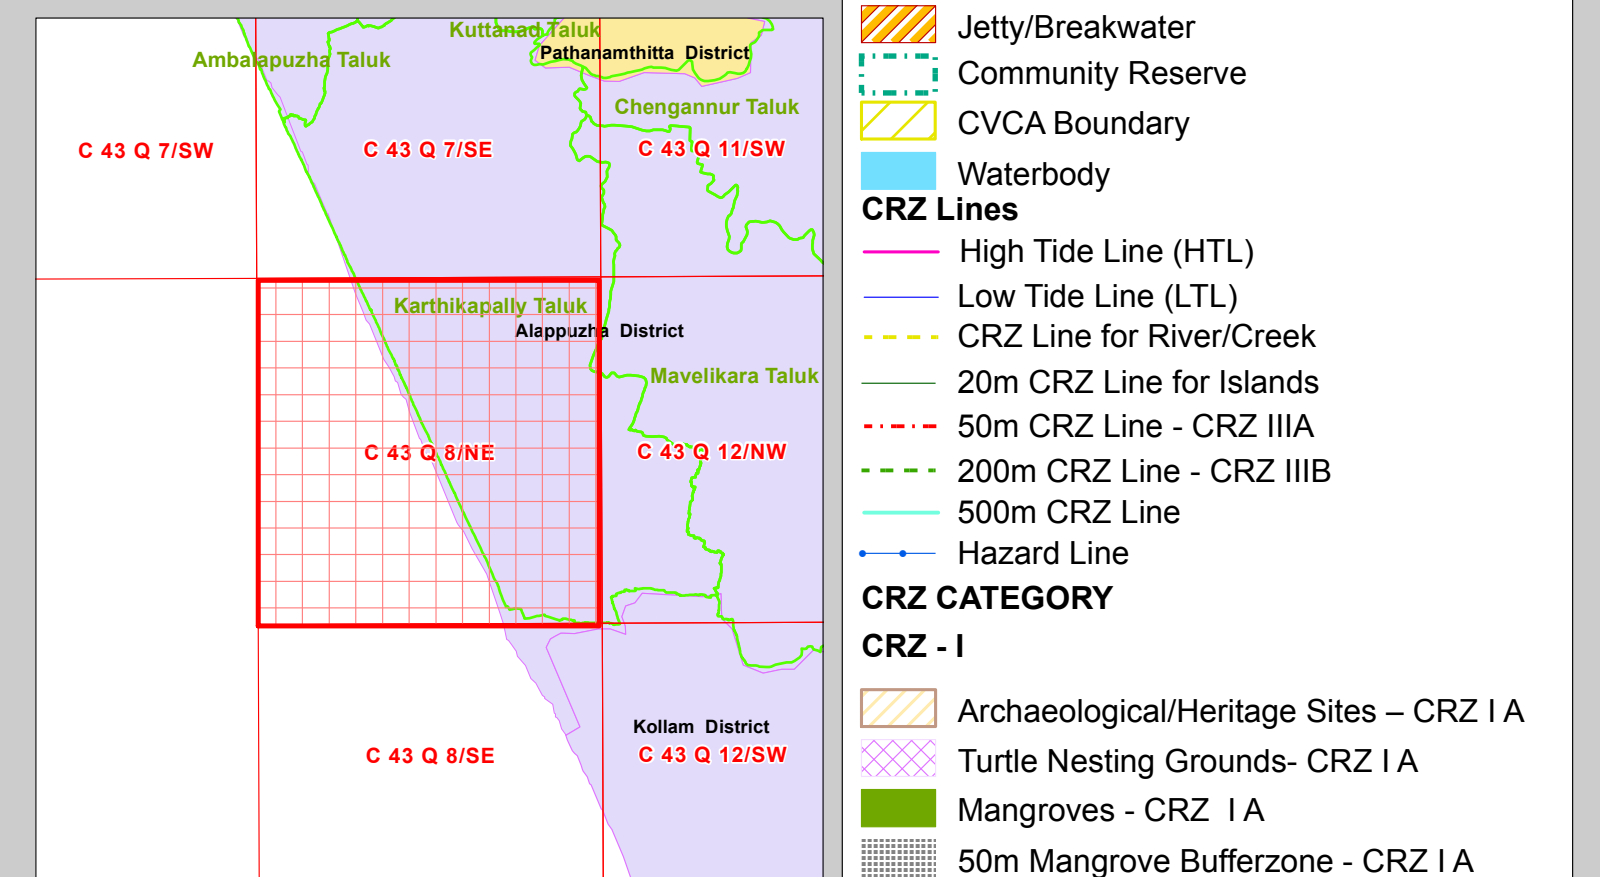 Kuttanad Taluk
Pathanamthitta District
Ambalapuzha Taluk
Chengannur Taluk
C 43 Q 7/SW
C 43 Q 7/SE
C 43 Q 11/SW
Karthikapally Taluk
Alappuzha District
Mavelikara Taluk
C 43 Q 8/NE
C 43 Q 12/NW
Kollam District
C 43 Q 8/SE
C 43 Q 12/SW
Jetty/Breakwater
Community Reserve
CVCA Boundary
Waterbody
CRZ Lines
High Tide Line (HTL)
Low Tide Line (LTL)
CRZ Line for River/Creek
20m CRZ Line for Islands
50m CRZ Line - CRZ IIIA
200m CRZ Line - CRZ IIIB
500m CRZ Line
Hazard Line
CRZ CATEGORY
CRZ - I
Archaeological/Heritage Sites – CRZ I A
Turtle Nesting Grounds- CRZ I A
Mangroves - CRZ I A
50m Mangrove Bufferzone - CRZ I A